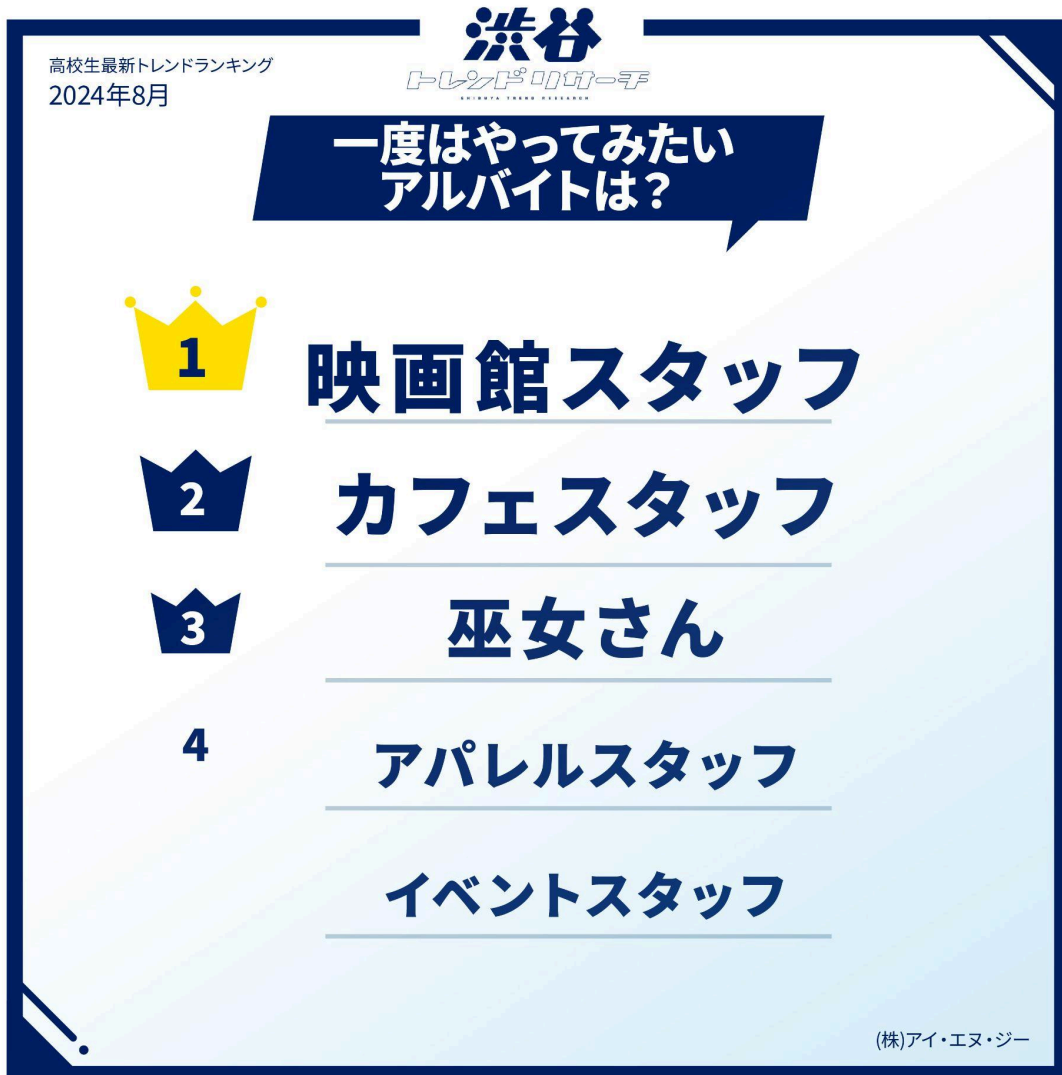 渋谷
トレンドリサーチ
SHIBUYA TREND RESEARCH
高校生最新トレンドランキング
2024年8月
一度はやってみたい
アルバイトは？
1
映画館スタッフ
2
カフェスタッフ
3
巫女さん
4
アパレルスタッフ
イベントスタッフ
(株)アイ・エヌ・ジー